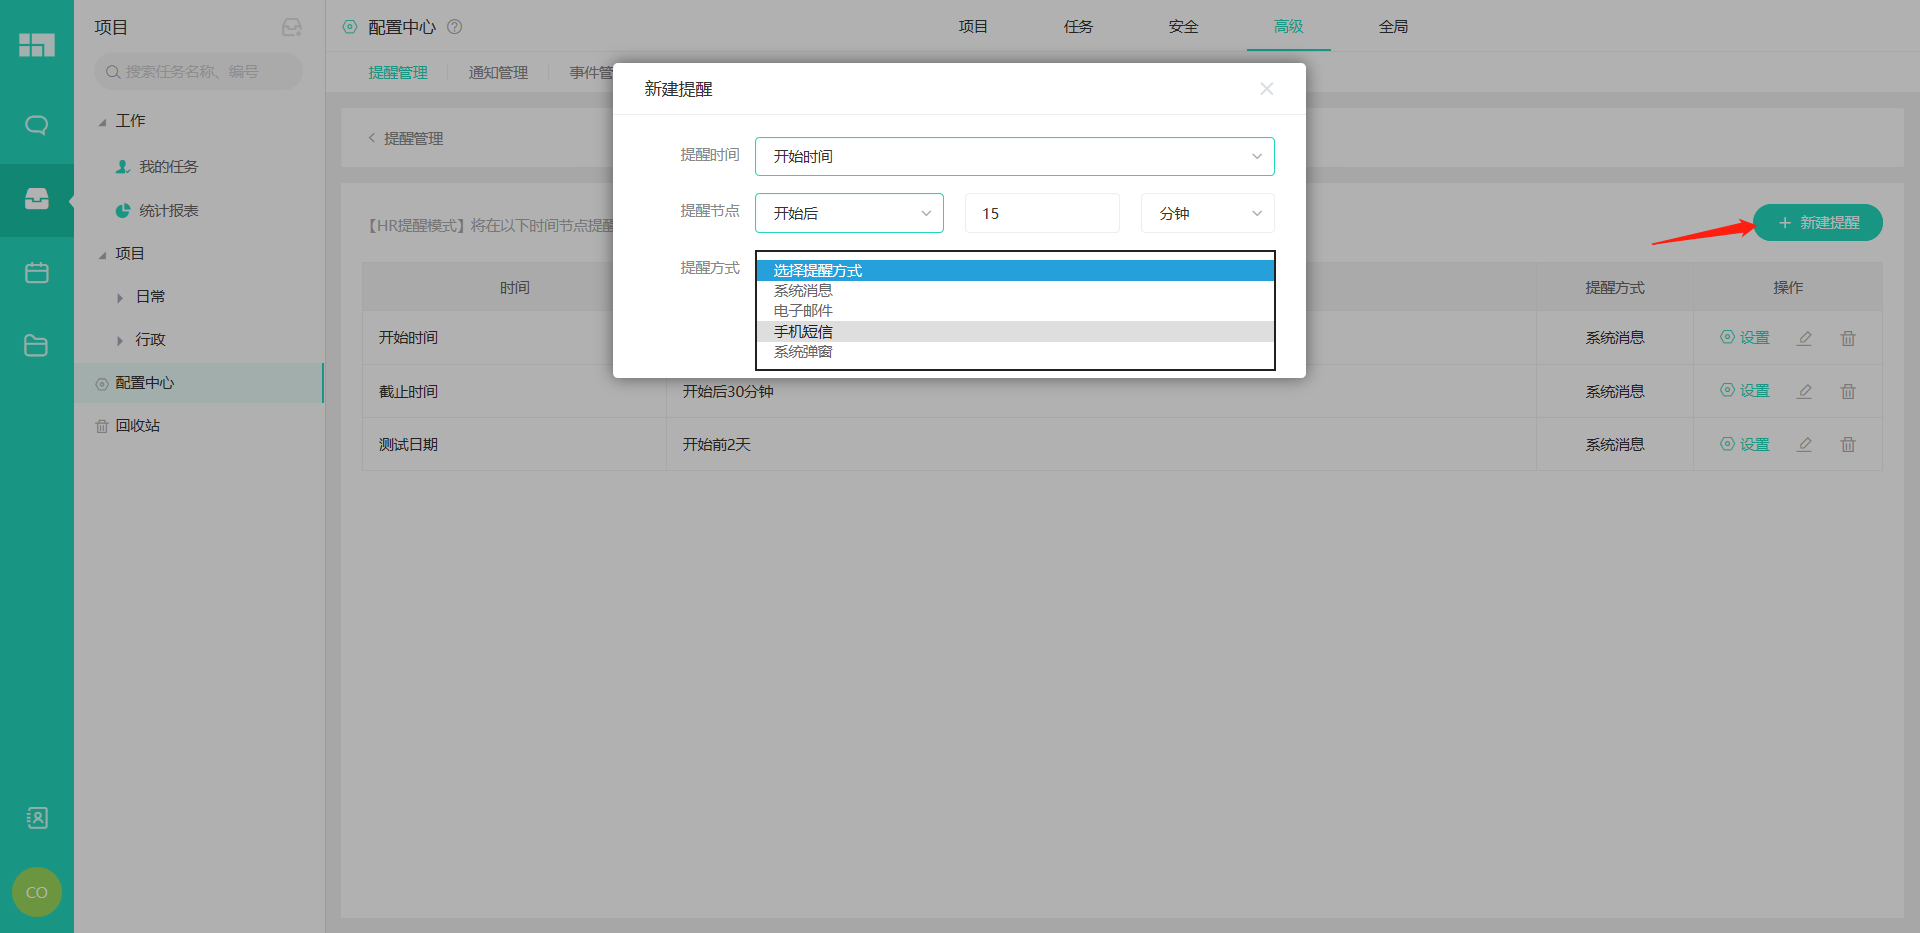 项目
搜索任务名称、编号
工作
我的任务
统计报表
项目
日常
行政
配置中心
回收站
CO
配置中心
项目
任务
安全
高级
全局
提醒管理
通知管理
事件管
提醒管理
【HR提醒模式】将在以下时间节点提醒
新建提醒
时间
提醒方式
操作
开始时间
系统消息
设置
截止时间
开始后30分钟
系统消息
设置
测试日期
开始前2天
系统消息
设置
新建提醒
提醒时间
开始时间
提醒节点
开始后
15
分钟
提醒方式
选择提醒方式
系统消息
电子邮件
手机短信
系统弹窗